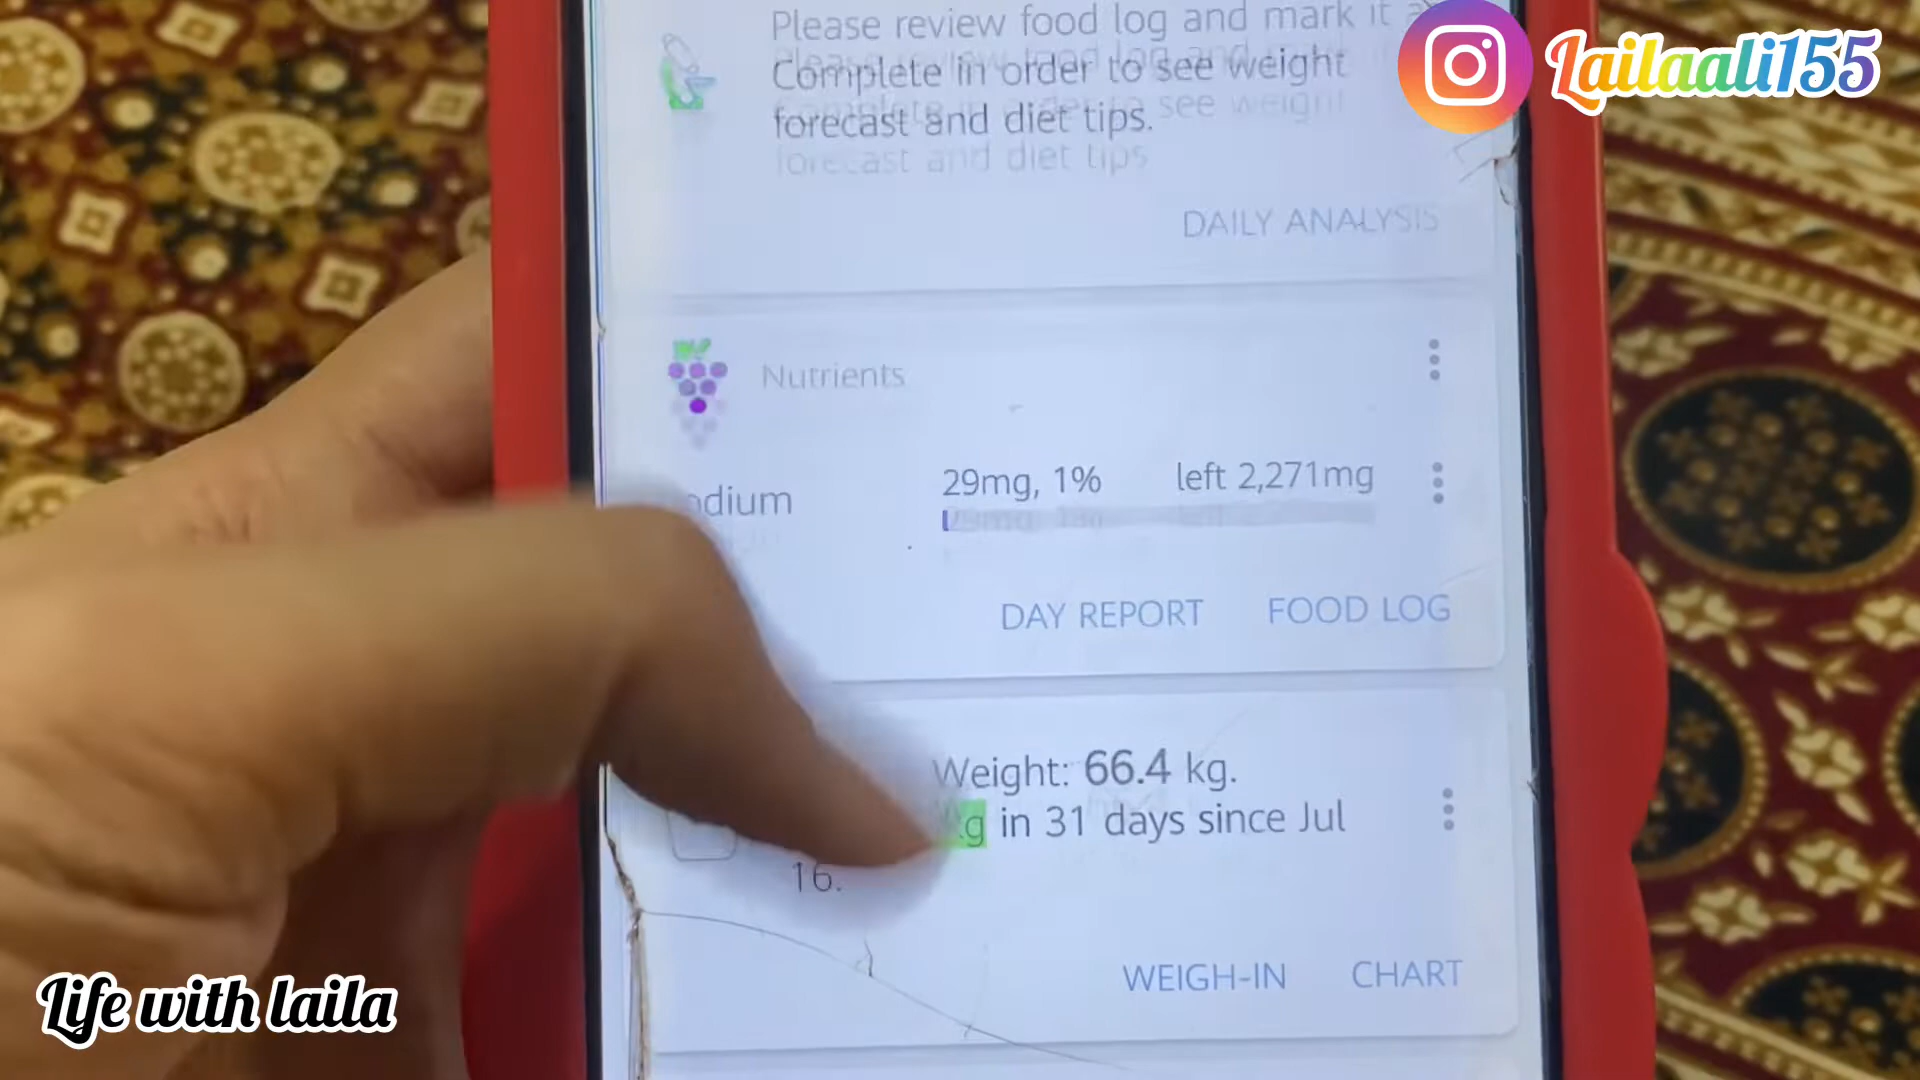 Please review food log and mark it
Complete in order to see weight
forecast and diet tips.
DAILY ANALYSIS
Nutrients
29mg, 1% left 2,271mg
DAY REPORT FOOD LOG
Weight: 66.4 kg.
in 31 days since Jul
16.
WEIGH-IN CHART
Lailaali155
Life with laila